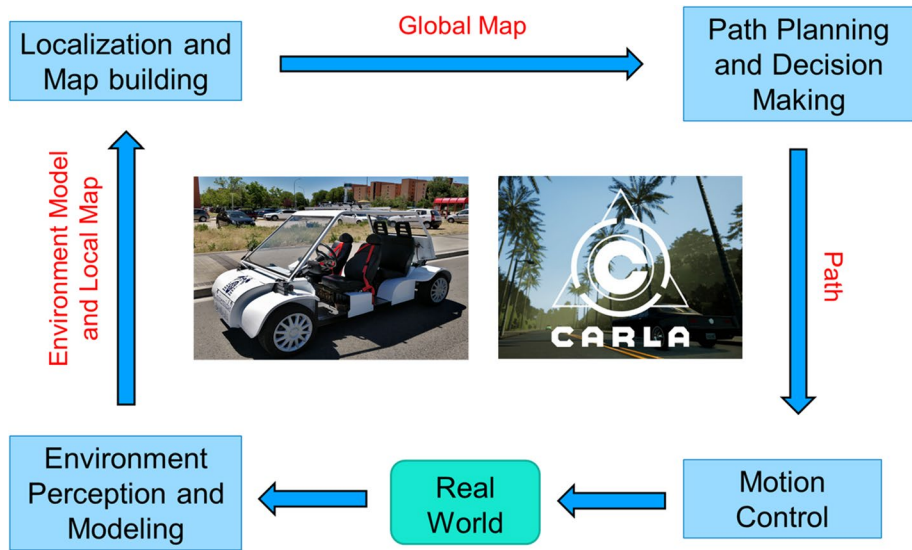 Localization and
Map building
Global Map
Path Planning
and Decision
Making
Environment Model
and Local Map
CARLA
Path
Environment
Perception and
Modeling
Real
World
Motion
Control